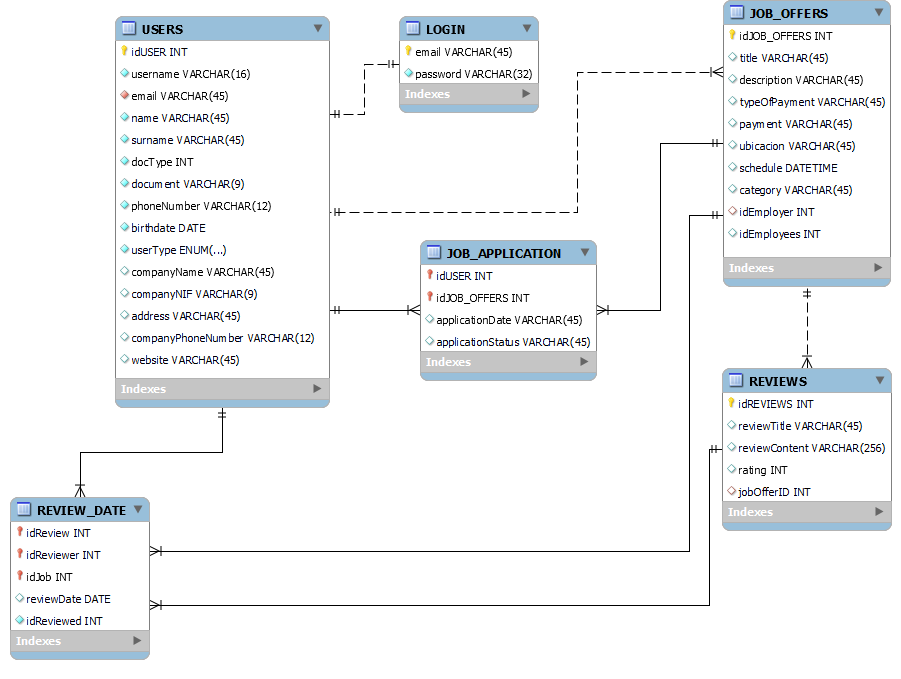 USERS
idUSER INT
username VARCHAR(16)
email VARCHAR(45)
name VARCHAR(45)
surname VARCHAR(45)
docType INT
document VARCHAR(9)
phoneNumber VARCHAR(12)
birthdate DATE
userType ENUM(...)
companyName VARCHAR(45)
companyNIF VARCHAR(9)
address VARCHAR(45)
companyPhoneNumber VARCHAR(12)
website VARCHAR(45)
Indexes
LOGIN
email VARCHAR(45)
password VARCHAR(32)
Indexes
JOB_OFFERS
idJOB_OFFERS INT
title VARCHAR(45)
description VARCHAR(45)
typeOfPayment VARCHAR(45)
payment VARCHAR(45)
ubicacion VARCHAR(45)
schedule DATETIME
category VARCHAR(45)
idEmployer INT
idEmployees INT
Indexes
JOB_APPLICATION
idUSER INT
idJOB_OFFERS INT
applicationDate VARCHAR(45)
applicationStatus VARCHAR(45)
Indexes
REVIEWS
idREVIEWS INT
reviewTitle VARCHAR(45)
reviewContent VARCHAR(256)
rating INT
jobOfferID INT
Indexes
REVIEW_DATE
idReview INT
idReviewer INT
idJob INT
reviewDate DATE
idReviewed INT
Indexes